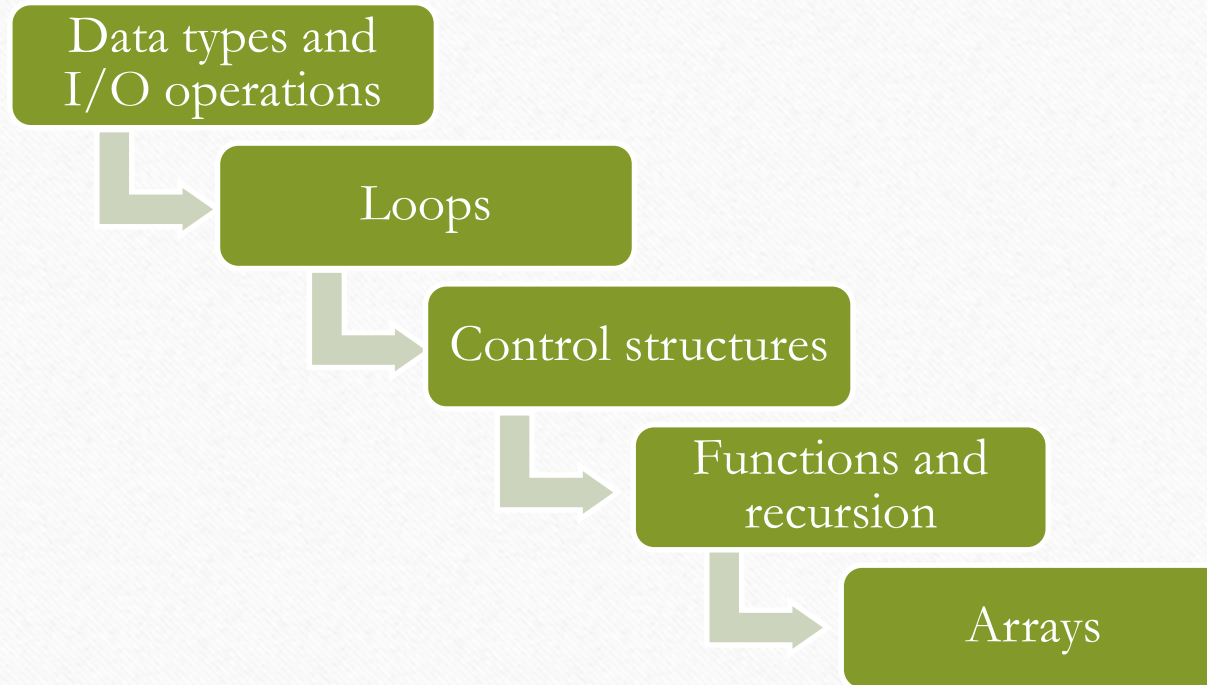 Data types and
I/O operations
Loops
Control structures
Functions and
recursion
Arrays